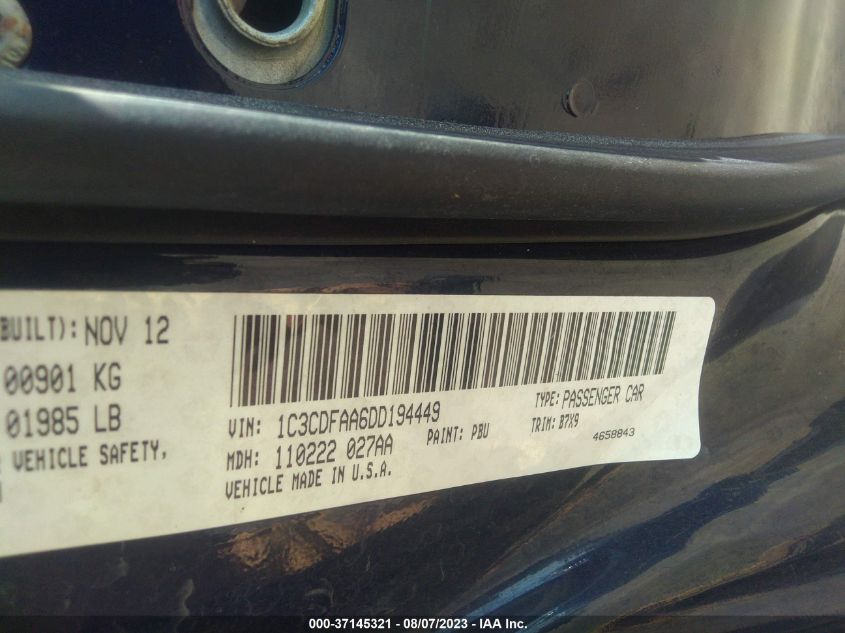 BUILT): NOV 12
00901 KG
01985 LB
VEHICLE SAFETY,
VIN: 1C3CDFAA6DD194449
TYPE: PASSENGER CAR
MDH: 110222 027AA
PAINT: PBU
TRIM: B7X9
VEHICLE MADE IN U.S.A.
4658843
000-37145321 - 08/07/2023 - IAA Inc.